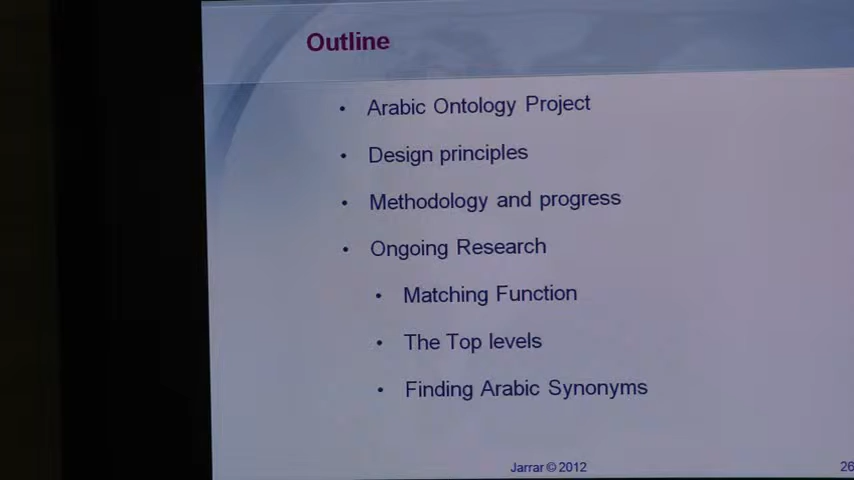 Outline
• Arabic Ontology Project
• Design principles
• Methodology and progress
• Ongoing Research
• Matching Function
• The Top levels
• Finding Arabic Synonyms
Jarrar © 2012
26